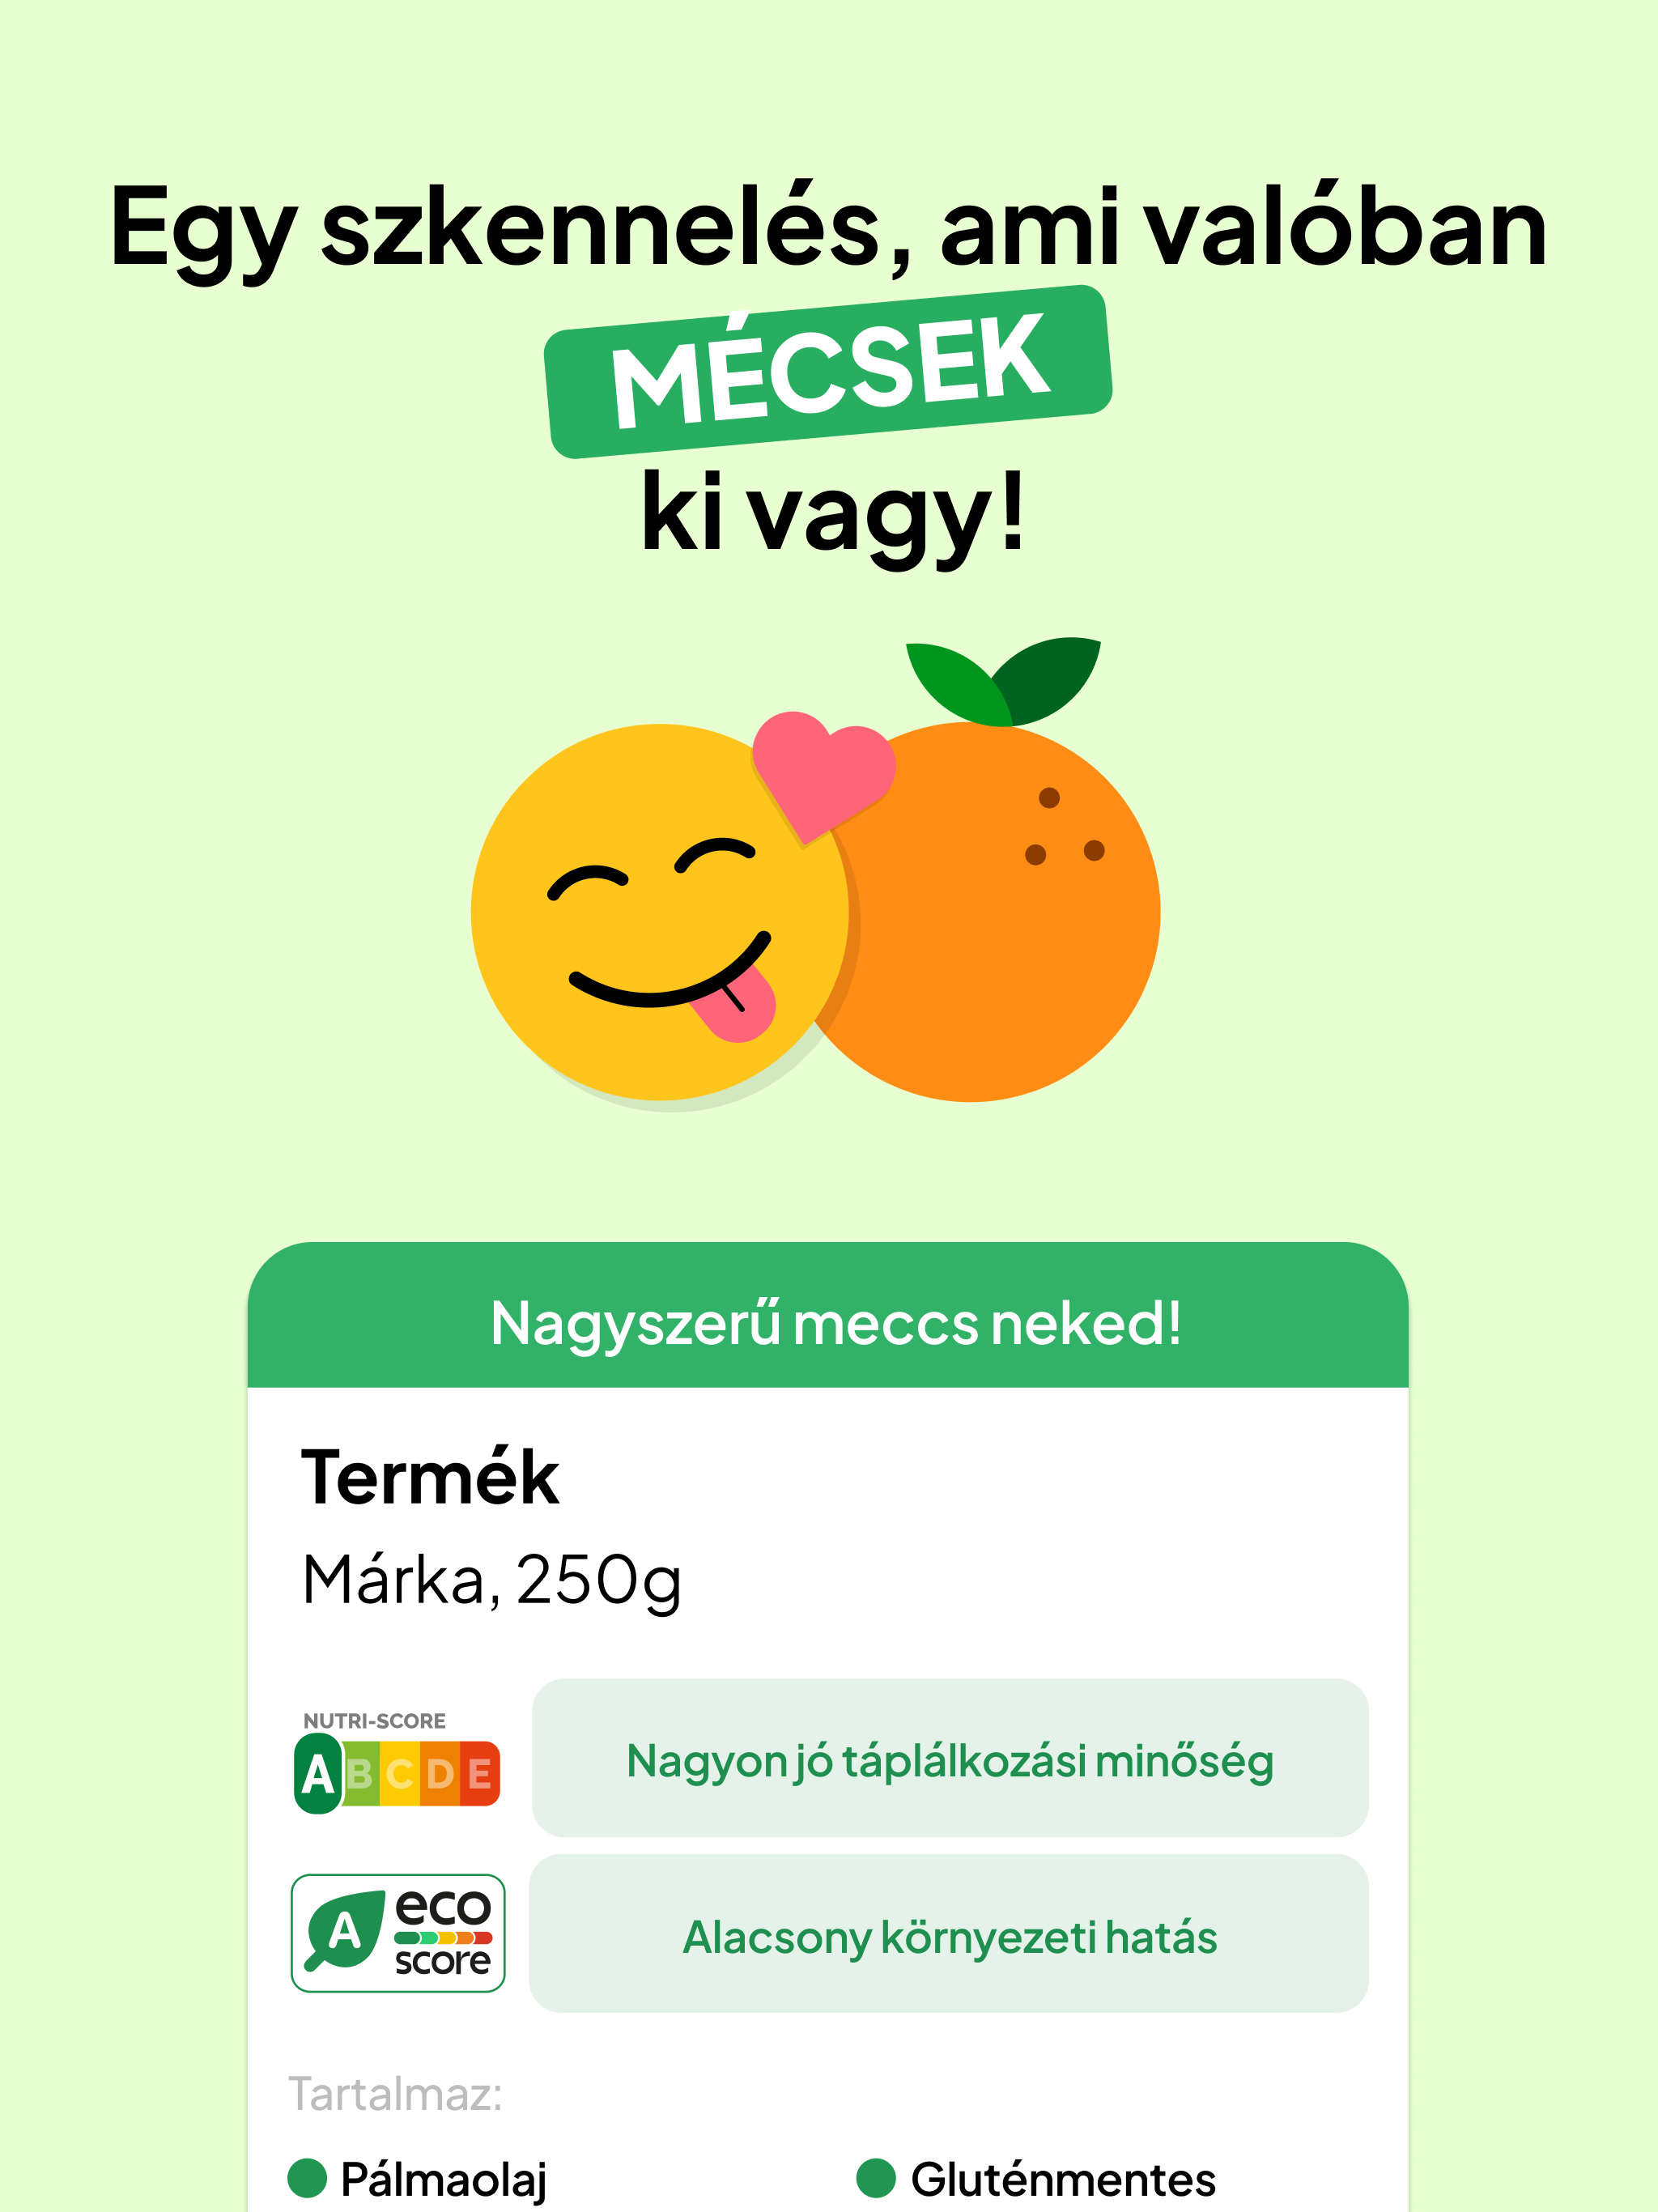 Egy szkennelés, ami valóban
MÉCSEK
ki vagy!
Nagyszerű meccs neked!
Termék
Márka, 250g
NUTRI-SCORE
A B C D E
Nagyon jó táplálkozási minőség
A
eco
score
Alacsony környezeti hatás
Tartalmaz:
Pálmaolaj
Gluténmentes